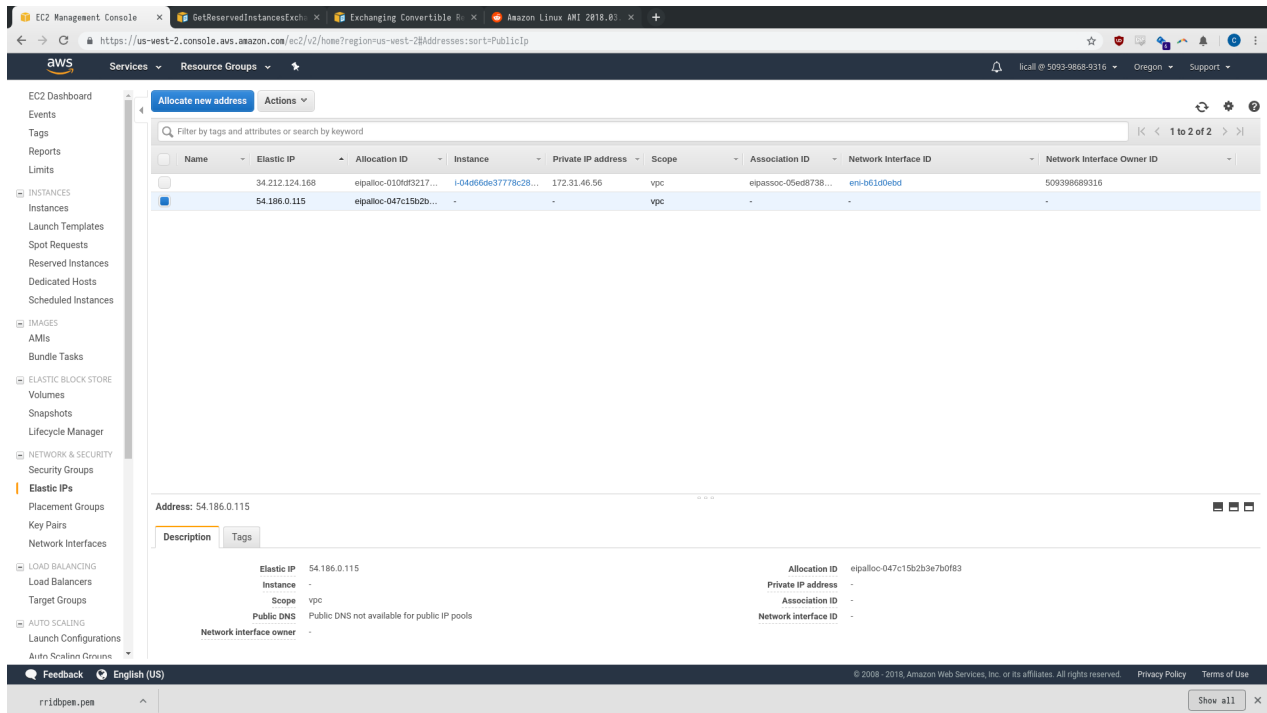 EC2 Management Console
GetReservedInstancesExch
Exchanging Convertible Re
Amazon Linux AMI 2018.03.
https://us-west-2.console.aws.amazon.com/ec2/v2/home?region=us-west-2#Addresses:sort=PublicIp
aws
Services
Resource Groups
licall @ 5093-9868-9316
Oregon
Support
EC2 Dashboard
Events
Tags
Reports
Limits
INSTANCES
Instances
Launch Templates
Spot Requests
Reserved Instances
Dedicated Hosts
Scheduled Instances
IMAGES
AMIs
Bundle Tasks
ELASTIC BLOCK STORE
Volumes
Snapshots
Lifecycle Manager
NETWORK & SECURITY
Security Groups
Elastic IPs
Placement Groups
Key Pairs
Network Interfaces
LOAD BALANCING
Load Balancers
Target Groups
AUTO SCALING
Launch Configurations
Auto Scaling Groups
Allocate new address
Actions
Filter by tags and attributes or search by keyword
1 to 2 of 2
Name Elastic IP Allocation ID Instance Private IP address Scope Association ID Network Interface ID Network Interface Owner ID
34.212.124.168 eipalloc-010fdf3217... i-04d66de37778c28... 172.31.46.56 vpc eipassoc-05ed8738... eni-b61d0ebd 509398689316
54.186.0.115 eipalloc-047c15b2b... - - vpc - - -
Address: 54.186.0.115
Description Tags
Elastic IP 54.186.0.115 Allocation ID eipalloc-047c15b2b3e7b0f83
Instance - Private IP address -
Scope vpc Association ID -
Public DNS Public DNS not available for public IP pools Network interface ID -
Network interface owner -
Feedback English (US)
© 2008 - 2018, Amazon Web Services, Inc. or its affiliates. All rights reserved. Privacy Policy Terms of Use
rridbpem.pem
Show all